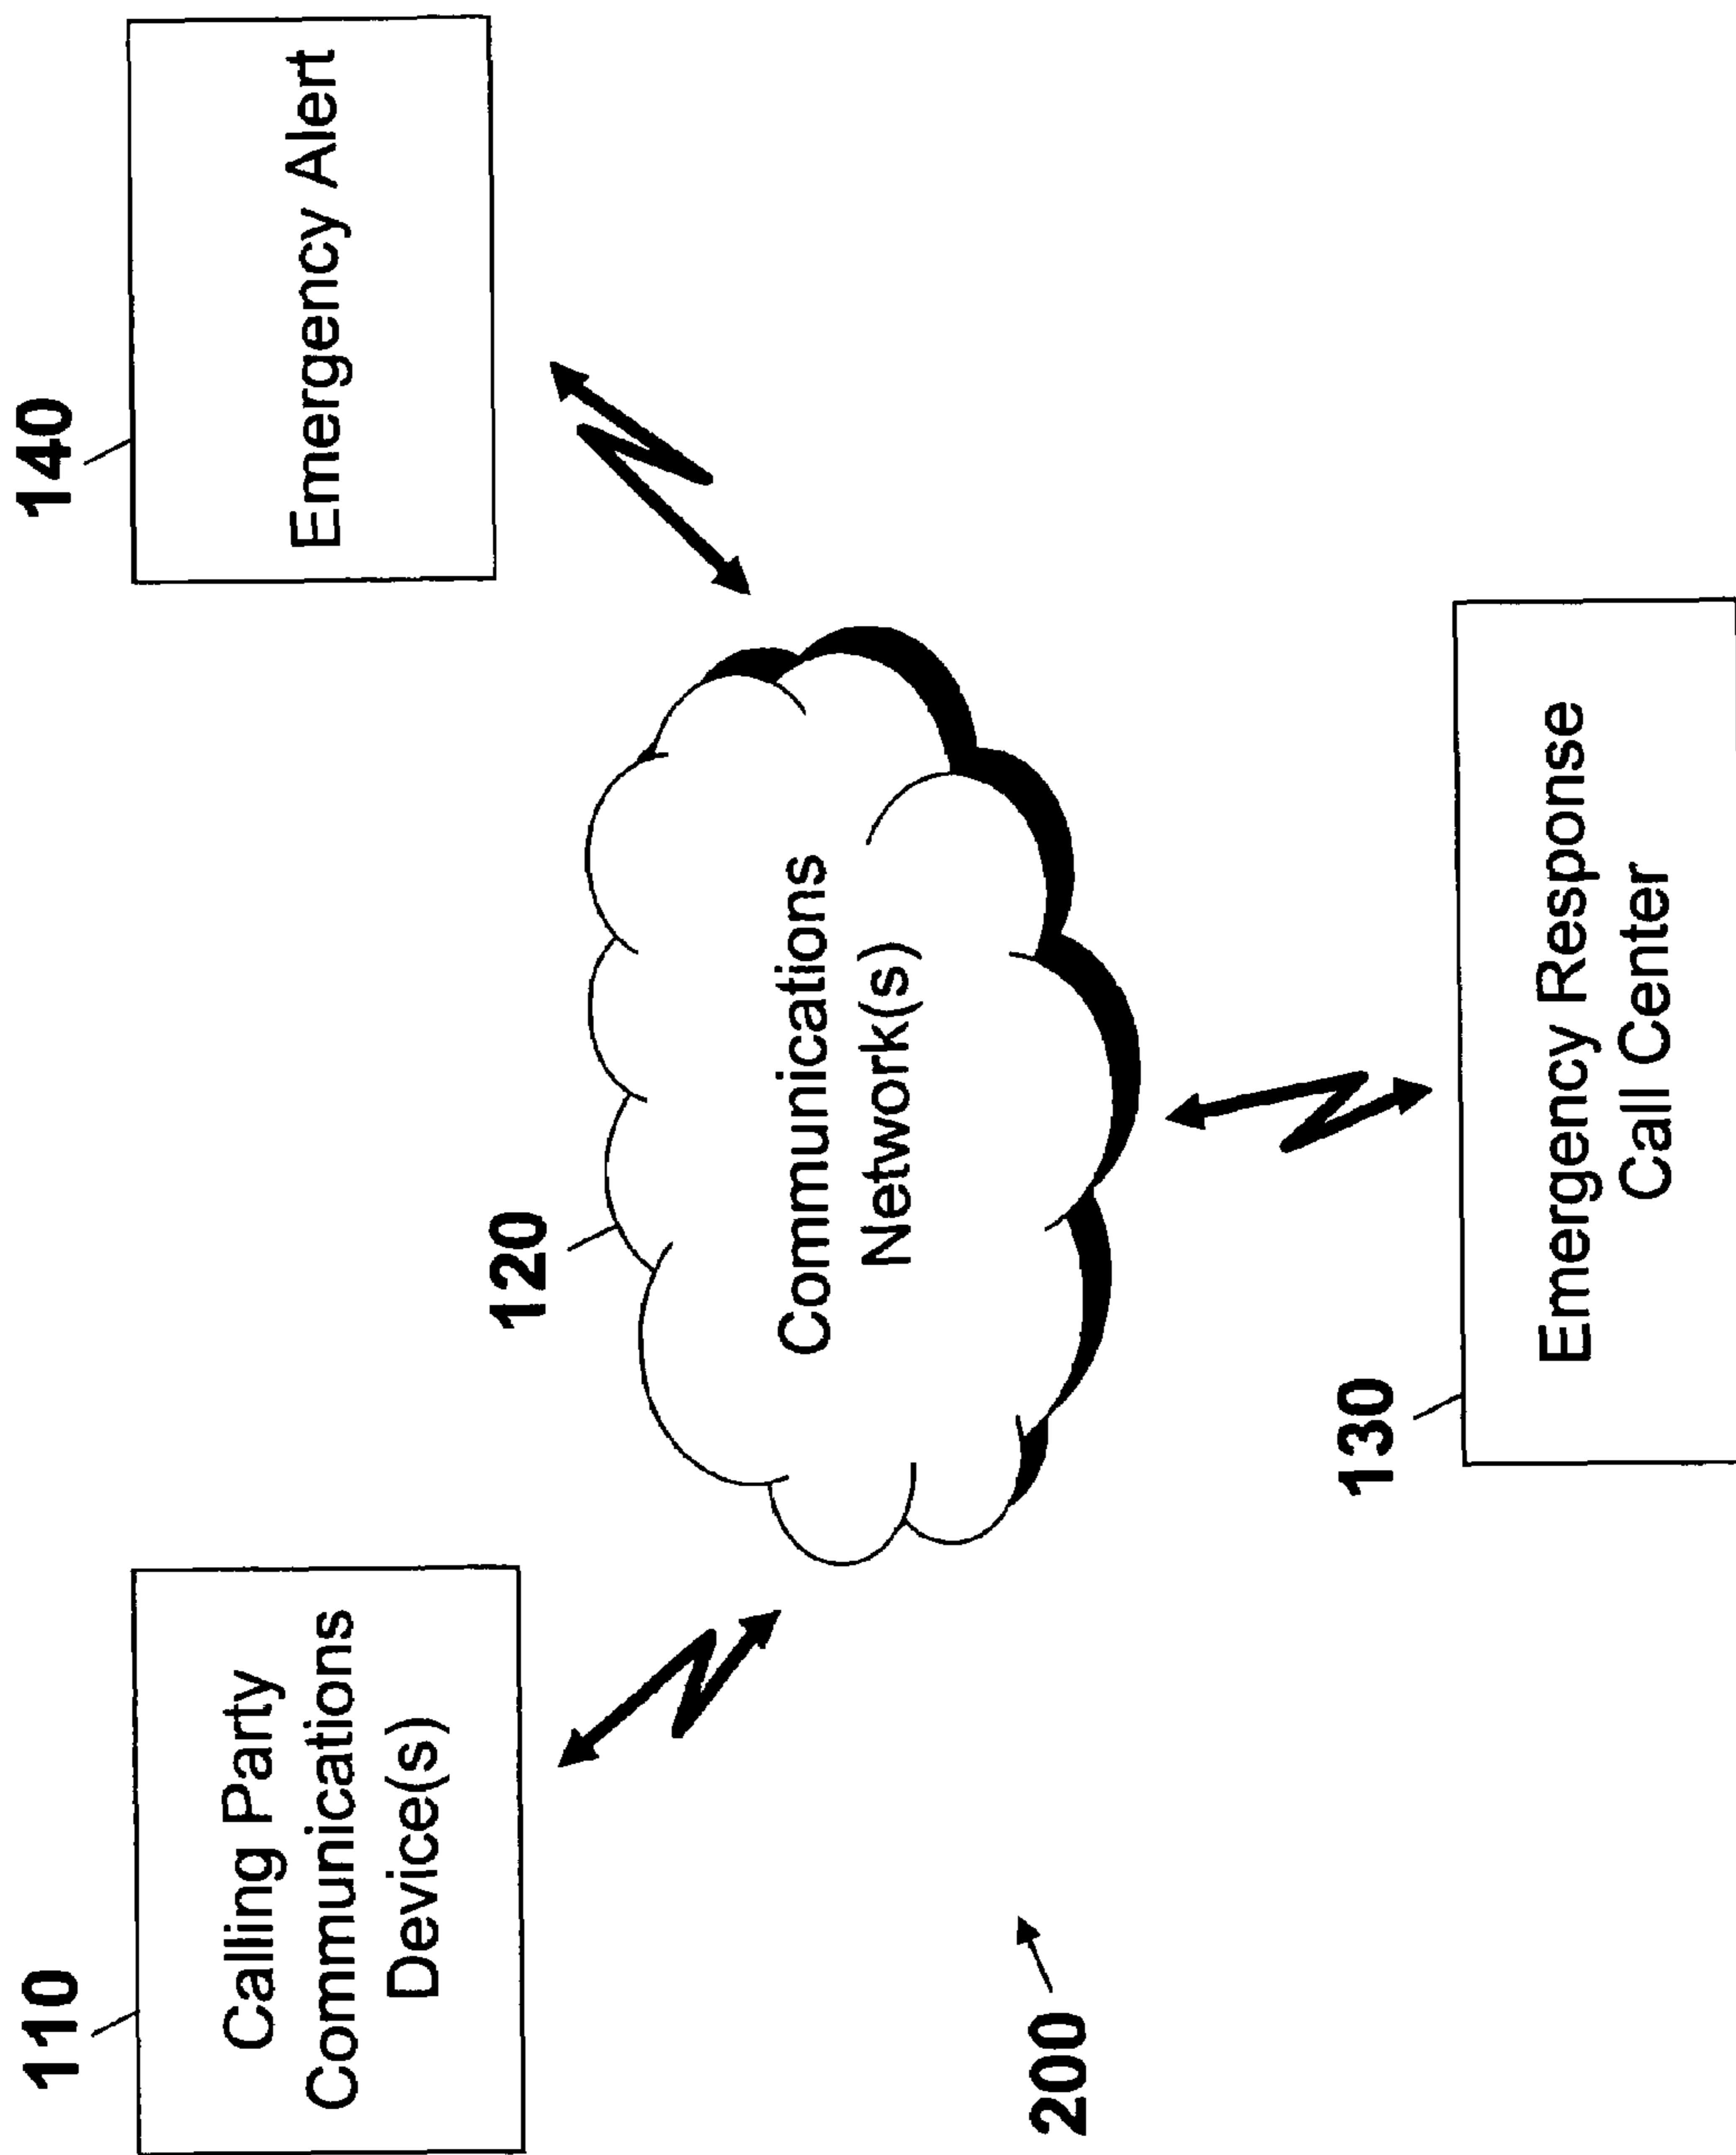 110
Calling Party
Communications
Device(s)
140
Emergency Alert
120
Communications
Network(s)
130
Emergency Response
Call Center
200